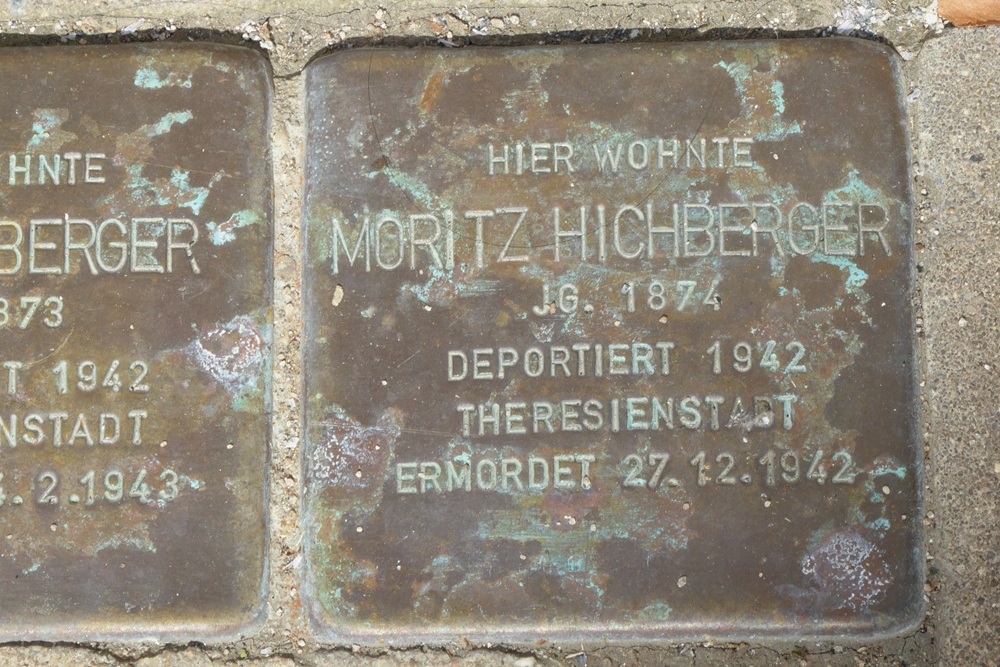 HNTE
BERGER
873
T 1942
NSTADT
4.2.1943
HIER WOHNTE
MORITZ HICHBERGER
JG. 1874
DEPORTIERT 1942
THERESIENSTADT
ERMORDET 27.12.1942